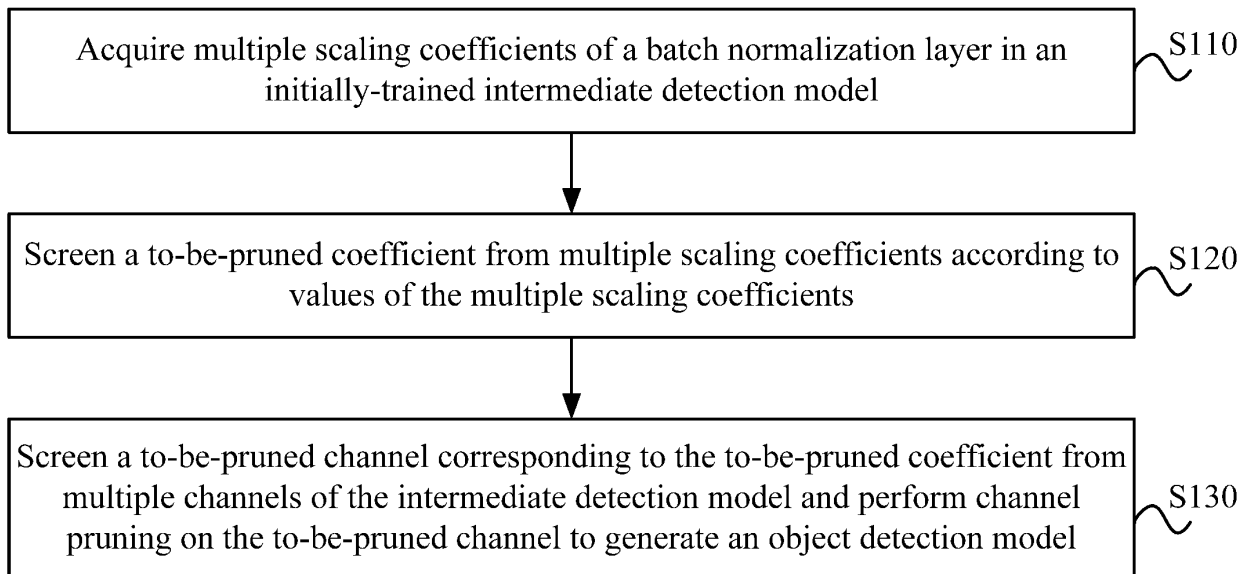 Acquire multiple scaling coefficients of a batch normalization layer in an
initially-trained intermediate detection model
S110
Screen a to-be-pruned coefficient from multiple scaling coefficients according to
values of the multiple scaling coefficients
S120
Screen a to-be-pruned channel corresponding to the to-be-pruned coefficient from
multiple channels of the intermediate detection model and perform channel
pruning on the to-be-pruned channel to generate an object detection model
S130